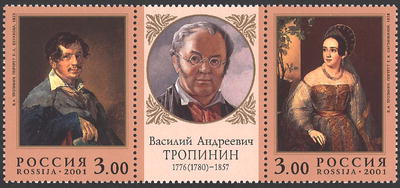 РОССИЯ
ROSSIJA · 2001
3.00
Василий Андреевич
ТРОПИНИН
1776 (1780) – 1857
РОССИЯ
ROSSIJA · 2001
3.00